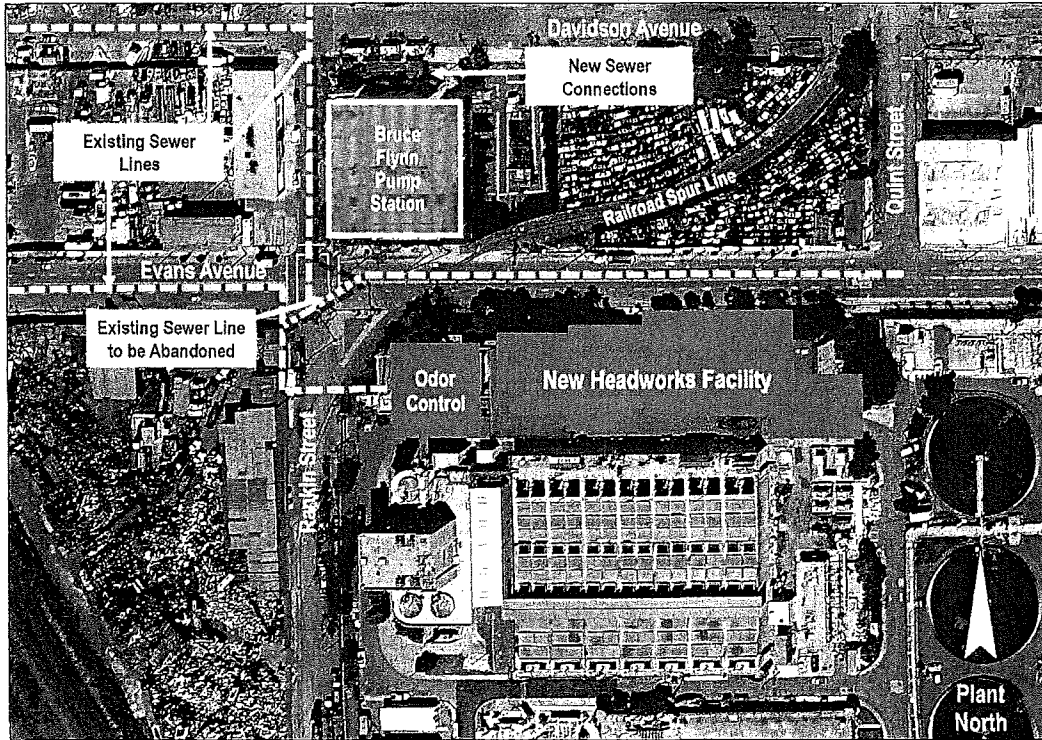 Davidson Avenue
New Sewer
Connections
Existing Sewer
Lines
Bruce
Flynn
Pump
Station
Railroad Spur Line
Quint Street
Evans Avenue
Existing Sewer Line
to be Abandoned
Odor
Control
New Headworks Facility
Rankin Street
Plant
North